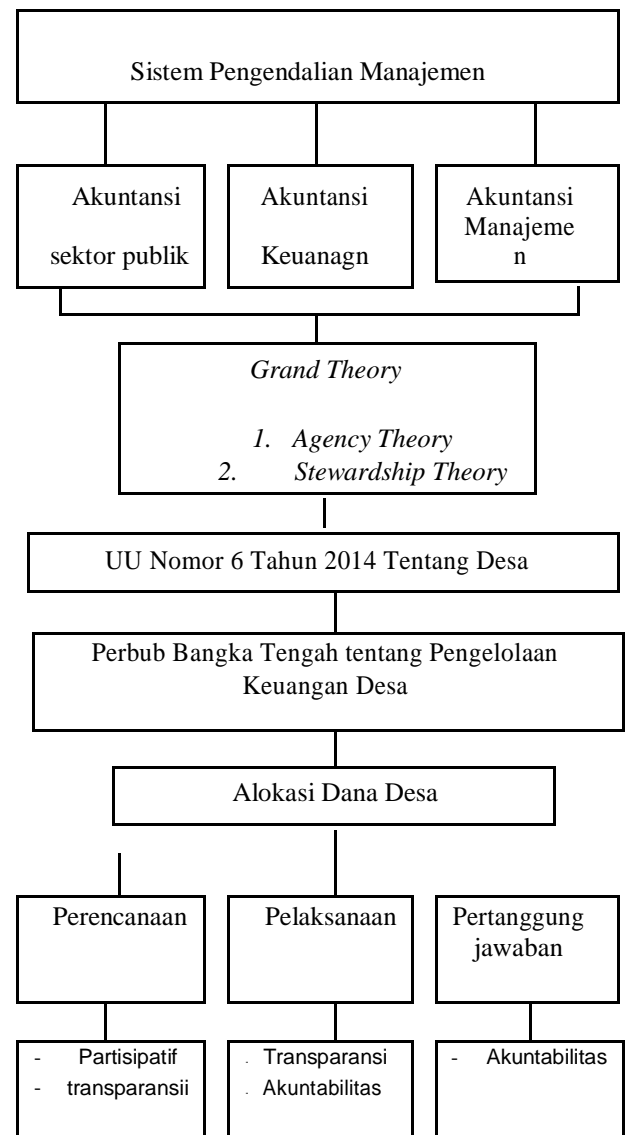 Sistem Pengendalian Manajemen
Akuntansi
sektor publik
Akuntansi
Keuanagn
Akuntansi
Manajeme
n
Grand Theory
1. Agency Theory
2. Stewardship Theory
UU Nomor 6 Tahun 2014 Tentang Desa
Perbub Bangka Tengah tentang Pengelolaan
Keuangan Desa
Alokasi Dana Desa
Perencanaan
Pelaksanaan
Pertanggung
jawaban
- Partisipatif
- transparansii
. Transparansi
. Akuntabilitas
- Akuntabilitas